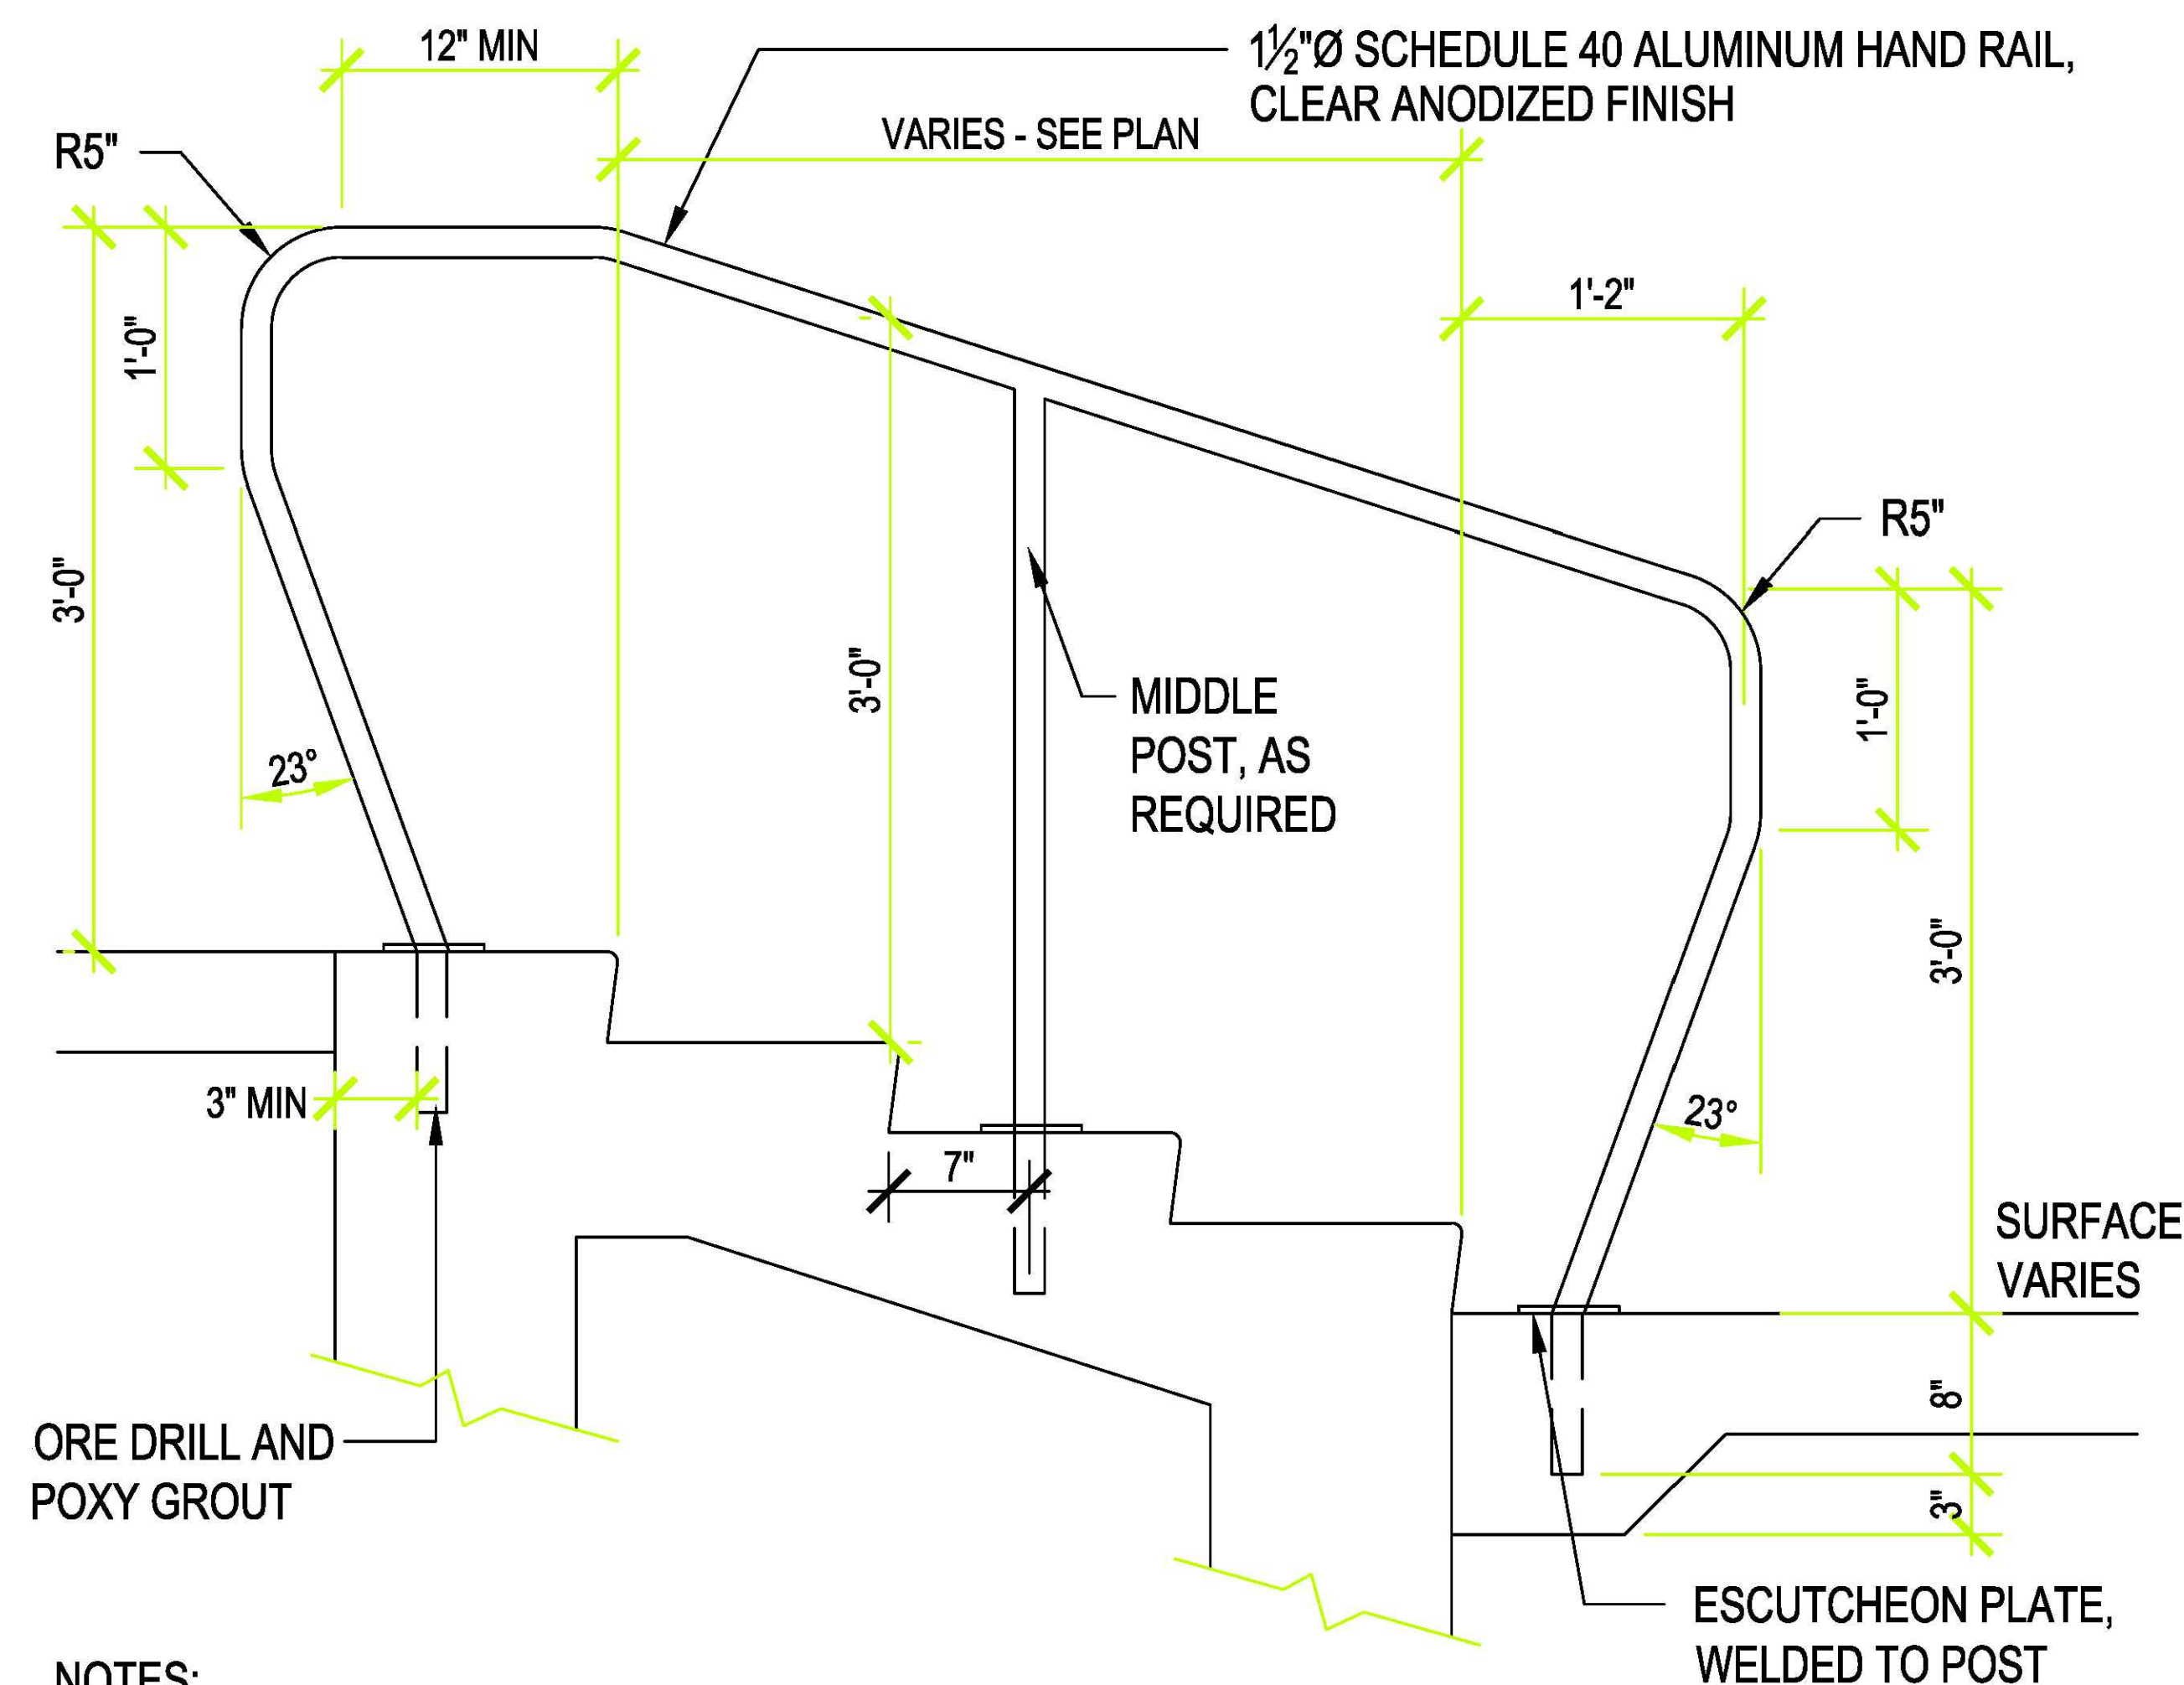 12" MIN
1½"Ø SCHEDULE 40 ALUMINUM HAND RAIL,
CLEAR ANODIZED FINISH
VARIES - SEE PLAN
R5"
1'-2"
1'-0"
3'-0"
R5"
3'-0"
MIDDLE
POST, AS
REQUIRED
1'-0"
23°
3'-0"
3" MIN
23°
7"
SURFACE
VARIES
8"
ORE DRILL AND
POXY GROUT
3"
ESCUTCHEON PLATE,
WELDED TO POST
NOTES: